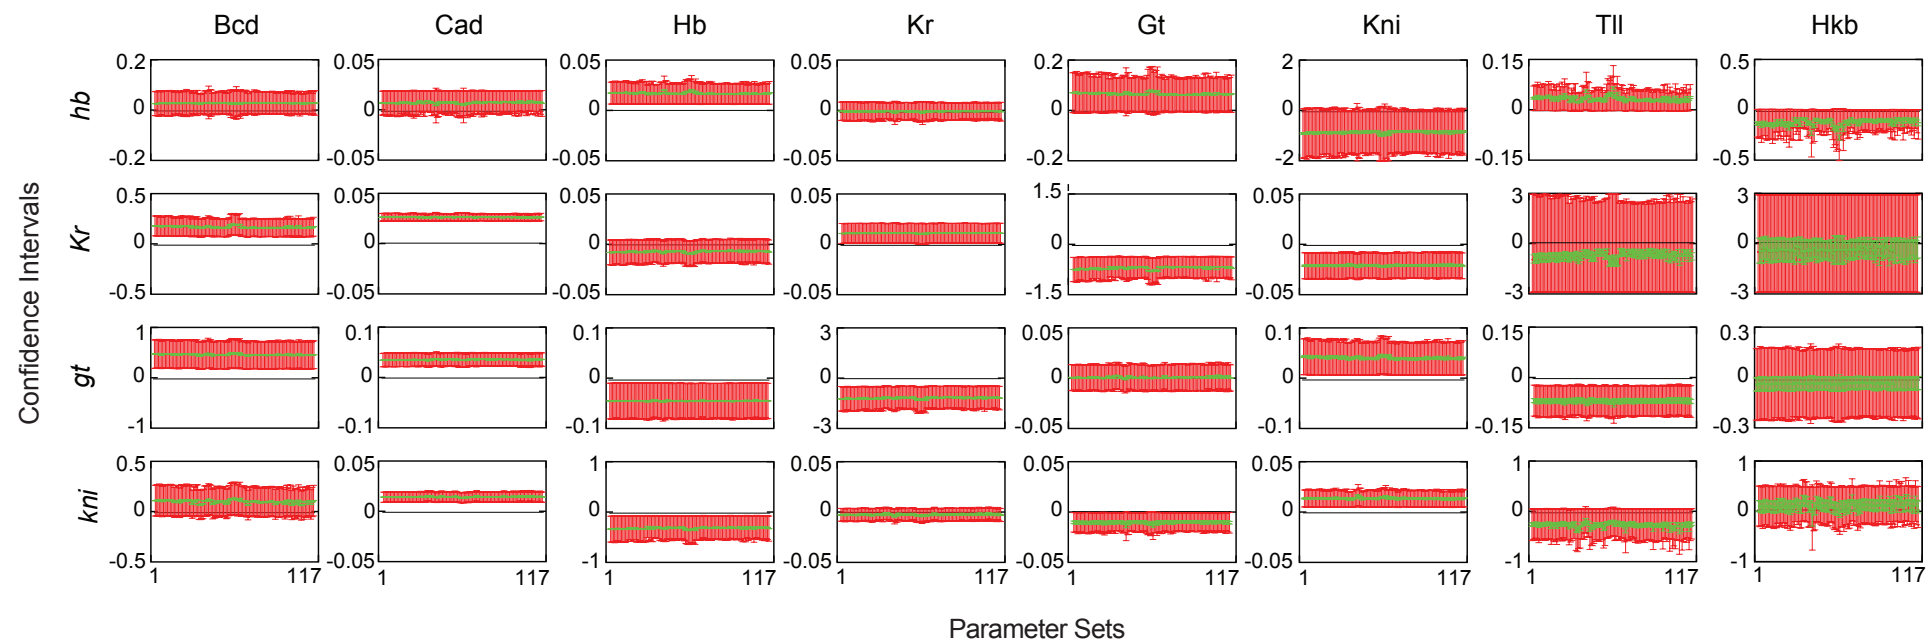 Bcd Cad Hb Kr Gt Kni Tll Hkb
hb 0.2 0 -0.2 0.05 0 -0.05 0.05 0 -0.05 0.05 0 -0.05 0.2 0 -0.2 2 0 -2 0.15 0 -0.15 0.5 0 -0.5
Kr 0.5 0 -0.5 0.05 0 -0.05 0.05 0 -0.05 0.05 0 -0.05 1.5 0 -1.5 0.05 0 -0.05 3 0 -3 3 0 -3
gt 1 0 -1 0.1 0 -0.1 0.1 0 -0.1 3 0 -3 0.05 0 -0.05 0.1 0 -0.1 0.15 0 -0.15 0.3 0 -0.3
kni 0.5 0 -0.5 0.05 0 -0.05 1 0 -1 0.05 0 -0.05 0.05 0 -0.05 0.05 0 -0.05 1 0 -1 1 0 -1
1 117 1 117 1 117 1 117 1 117 1 117 1 117 1 117
Confidence Intervals
Parameter Sets